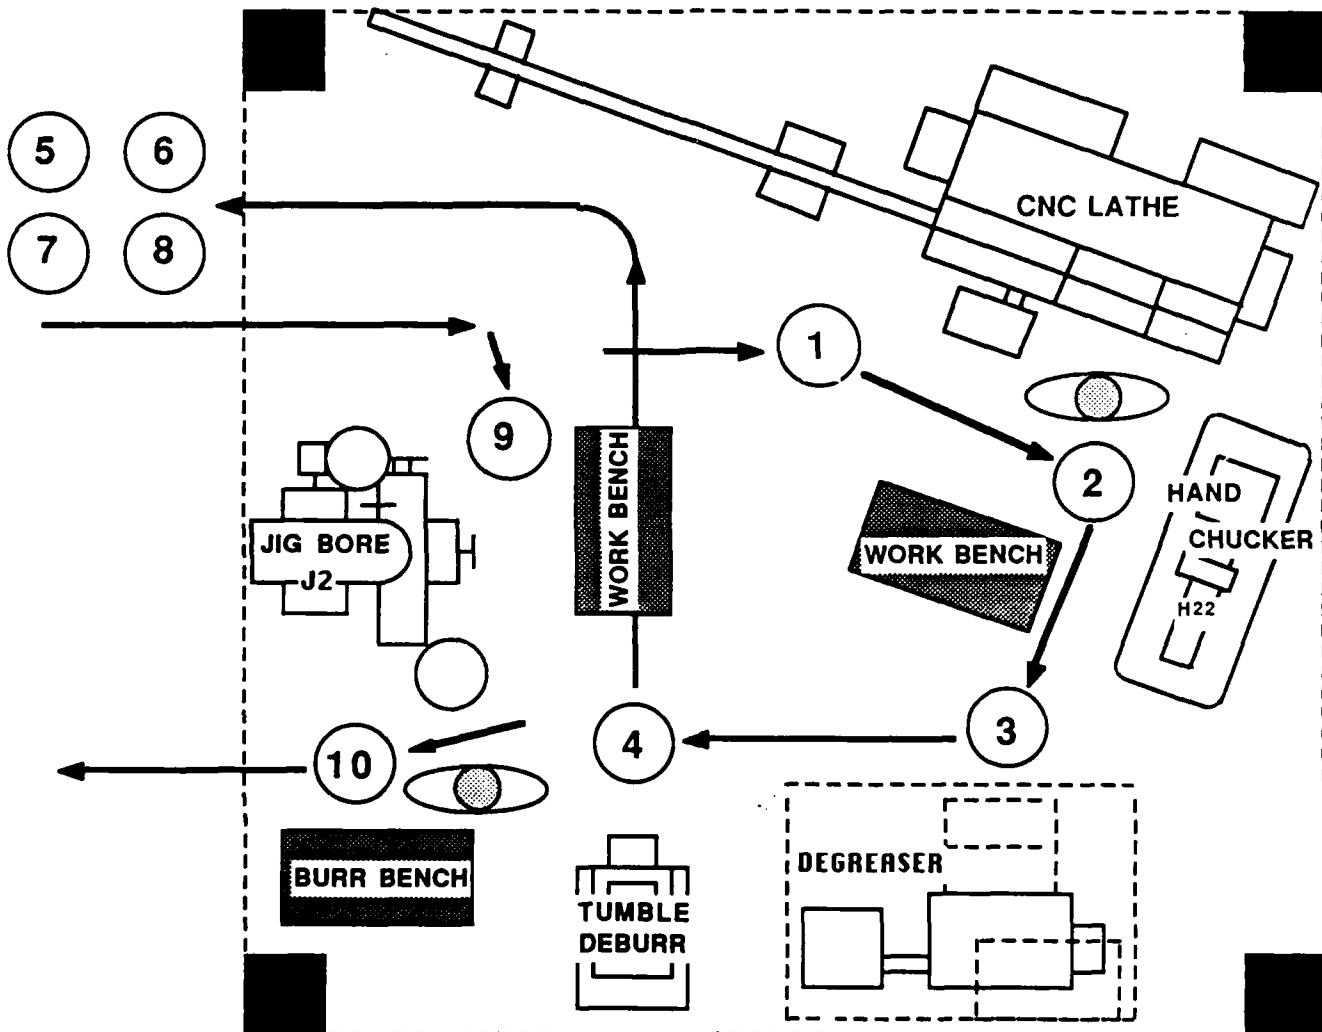 5
6
CNC LATHE
7
8
1
9
2
HAND
CHUCKER
WORK BENCH
WORK BENCH
JIG BORE
J2
H22
3
4
10
DEGREASER
BURR BENCH
TUMBLE
DEBURR